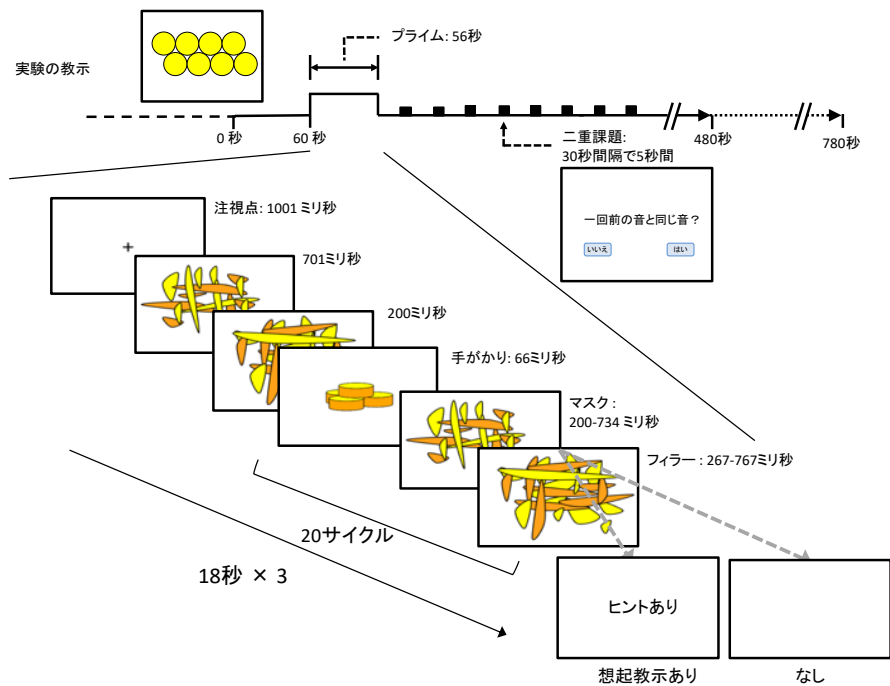 実験の教示
プライム: 56秒
0 秒
60 秒
二重課題:
30秒間隔で5秒間
480秒
780秒
一回前の音と同じ音？
いいえ
はい
注視点: 1001 ミリ秒
701ミリ秒
200ミリ秒
手がかり: 66ミリ秒
マスク :
200-734 ミリ秒
フィラー : 267-767ミリ秒
20サイクル
18秒 × 3
ヒントあり
想起教示あり
なし